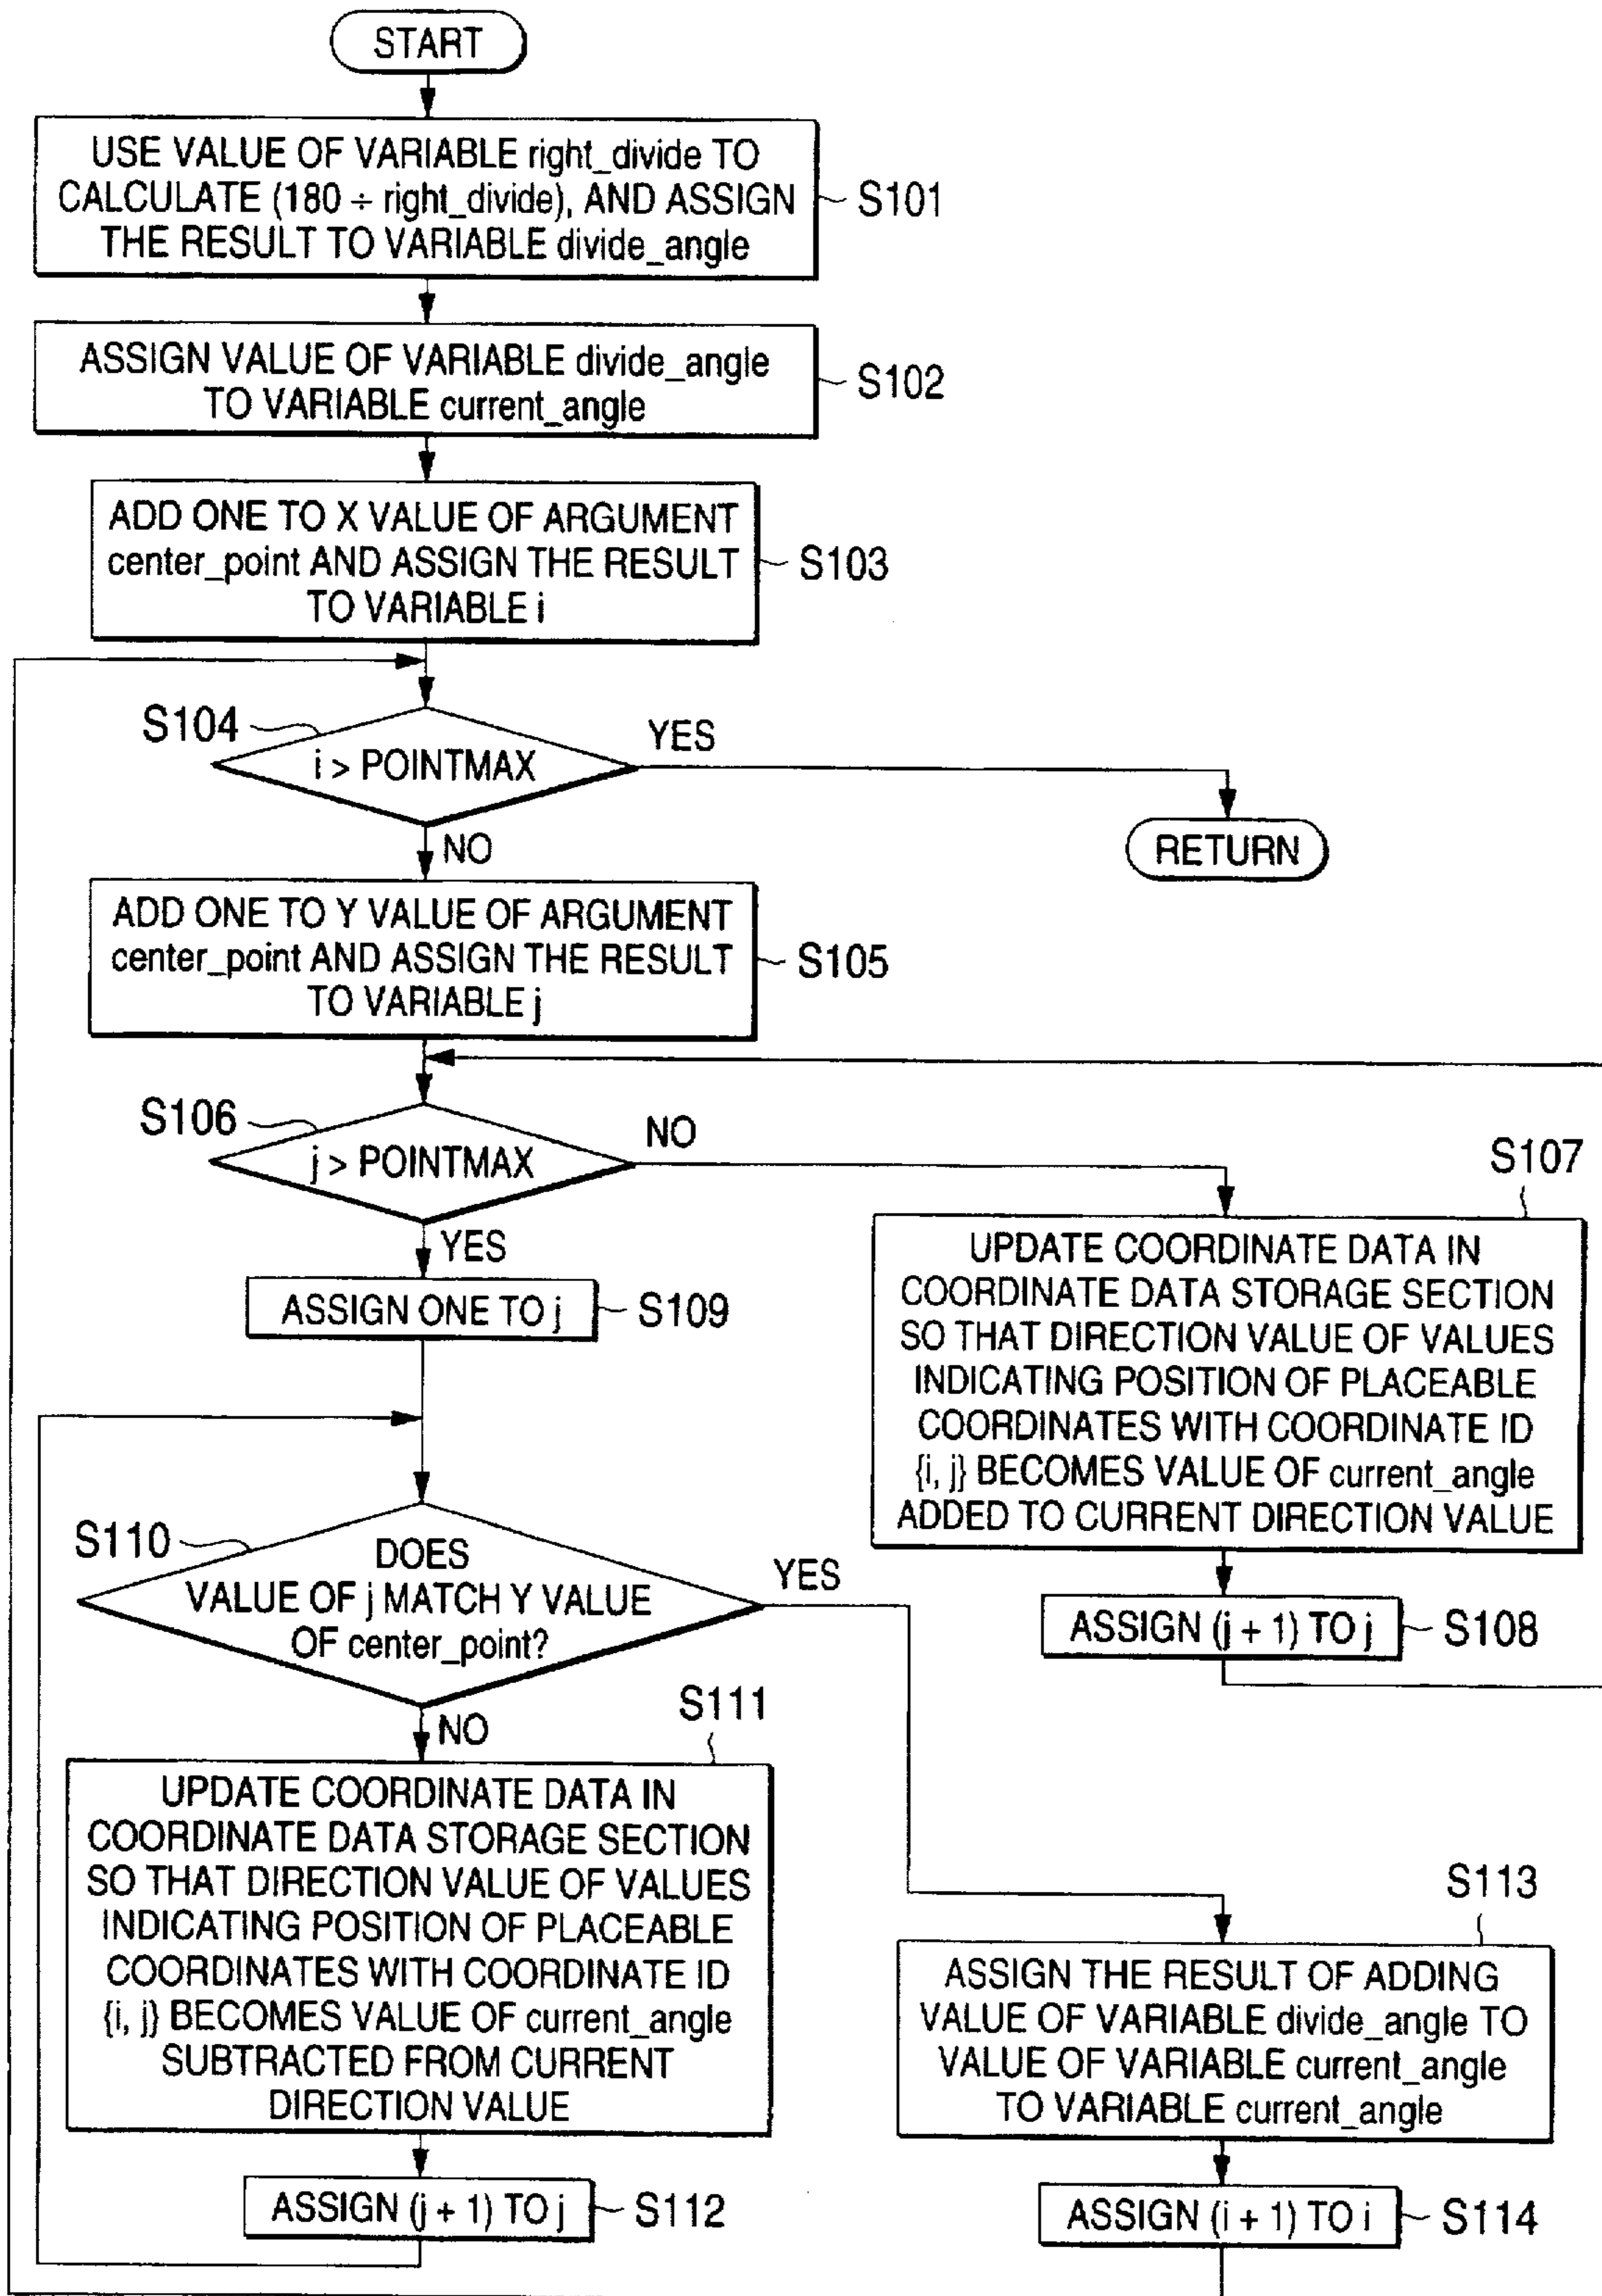 START
USE VALUE OF VARIABLE right_divide TO
CALCULATE (180 ÷ right_divide), AND ASSIGN
THE RESULT TO VARIABLE divide_angle
S101
ASSIGN VALUE OF VARIABLE divide_angle
TO VARIABLE current_angle
S102
ADD ONE TO X VALUE OF ARGUMENT
center_point AND ASSIGN THE RESULT
TO VARIABLE i
S103
S104
i > POINTMAX
YES
RETURN
NO
ADD ONE TO Y VALUE OF ARGUMENT
center_point AND ASSIGN THE RESULT
TO VARIABLE j
S105
S106
j > POINTMAX
NO
YES
S107
UPDATE COORDINATE DATA IN
COORDINATE DATA STORAGE SECTION
SO THAT DIRECTION VALUE OF VALUES
INDICATING POSITION OF PLACEABLE
COORDINATES WITH COORDINATE ID
{i, j} BECOMES VALUE OF current_angle
ADDED TO CURRENT DIRECTION VALUE
ASSIGN (j + 1) TO j
S108
ASSIGN ONE TO j
S109
S110
DOES
VALUE OF j MATCH Y VALUE
OF center_point?
YES
NO
S111
UPDATE COORDINATE DATA IN
COORDINATE DATA STORAGE SECTION
SO THAT DIRECTION VALUE OF VALUES
INDICATING POSITION OF PLACEABLE
COORDINATES WITH COORDINATE ID
{i, j} BECOMES VALUE OF current_angle
SUBTRACTED FROM CURRENT
DIRECTION VALUE
ASSIGN (j + 1) TO j
S112
S113
ASSIGN THE RESULT OF ADDING
VALUE OF VARIABLE divide_angle TO
VALUE OF VARIABLE current_angle
TO VARIABLE current_angle
ASSIGN (i + 1) TO i
S114